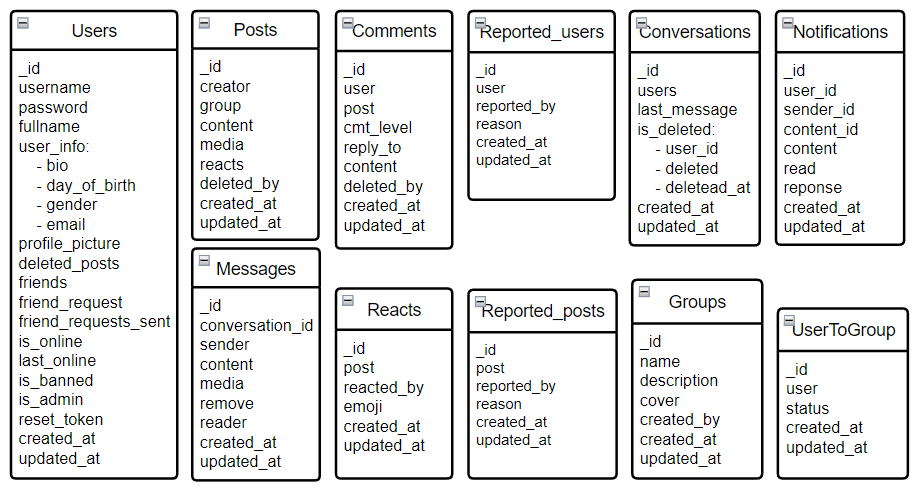 Users
_id
username
password
fullname
user_info:
- bio
- day_of_birth
- gender
- email
profile_picture
deleted_posts
friends
friend_request
friend_requests_sent
is_online
last_online
is_banned
is_admin
reset_token
created_at
updated_at
Posts
_id
creator
group
content
media
reacts
deleted_by
created_at
updated_at
Comments
_id
user
post
cmt_level
reply_to
content
deleted_by
created_at
updated_at
Reported_users
_id
user
reported_by
reason
created_at
updated_at
Conversations
_id
users
last_message
is_deleted:
- user_id
- deleted
- deletead_at
created_at
updated_at
Notifications
_id
user_id
sender_id
content_id
content
read
reponse
created_at
updated_at
Messages
_id
conversation_id
sender
content
media
remove
reader
created_at
updated_at
Reacts
_id
post
reacted_by
emoji
created_at
updated_at
Reported_posts
_id
post
reported_by
reason
created_at
updated_at
Groups
_id
name
description
cover
created_by
created_at
updated_at
UserToGroup
_id
user
status
created_at
updated_at